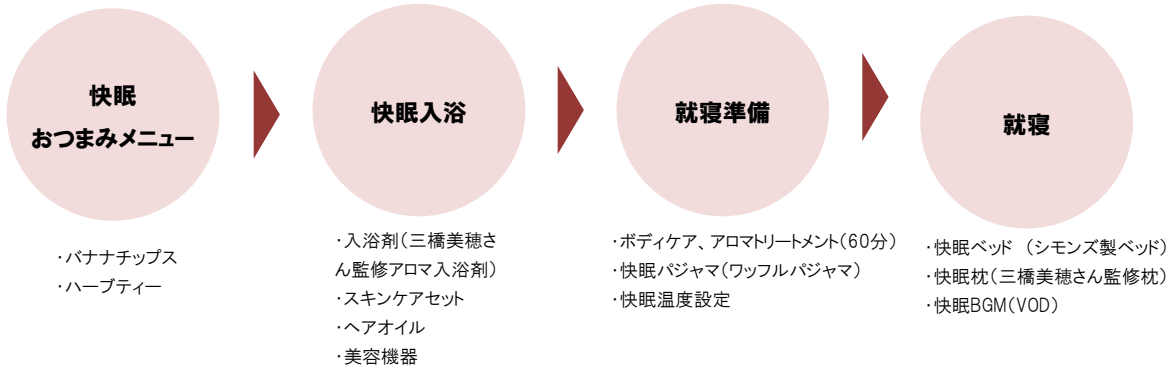 快眠
おつまみメニュー
・バナナチップス
・ハーブティー
快眠入浴
・入浴剤(三橋美穂さ
ん監修アロマ入浴剤)
・スキンケアセット
・ヘアオイル
・美容機器
就寝準備
・ボディケア、アロマトリートメント(60分)
・快眠パジャマ(ワッフルパジャマ)
・快眠温度設定
就寝
・快眠ベッド (シモンズ製ベッド)
・快眠枕(三橋美穂さん監修枕)
・快眠BGM(VOD)